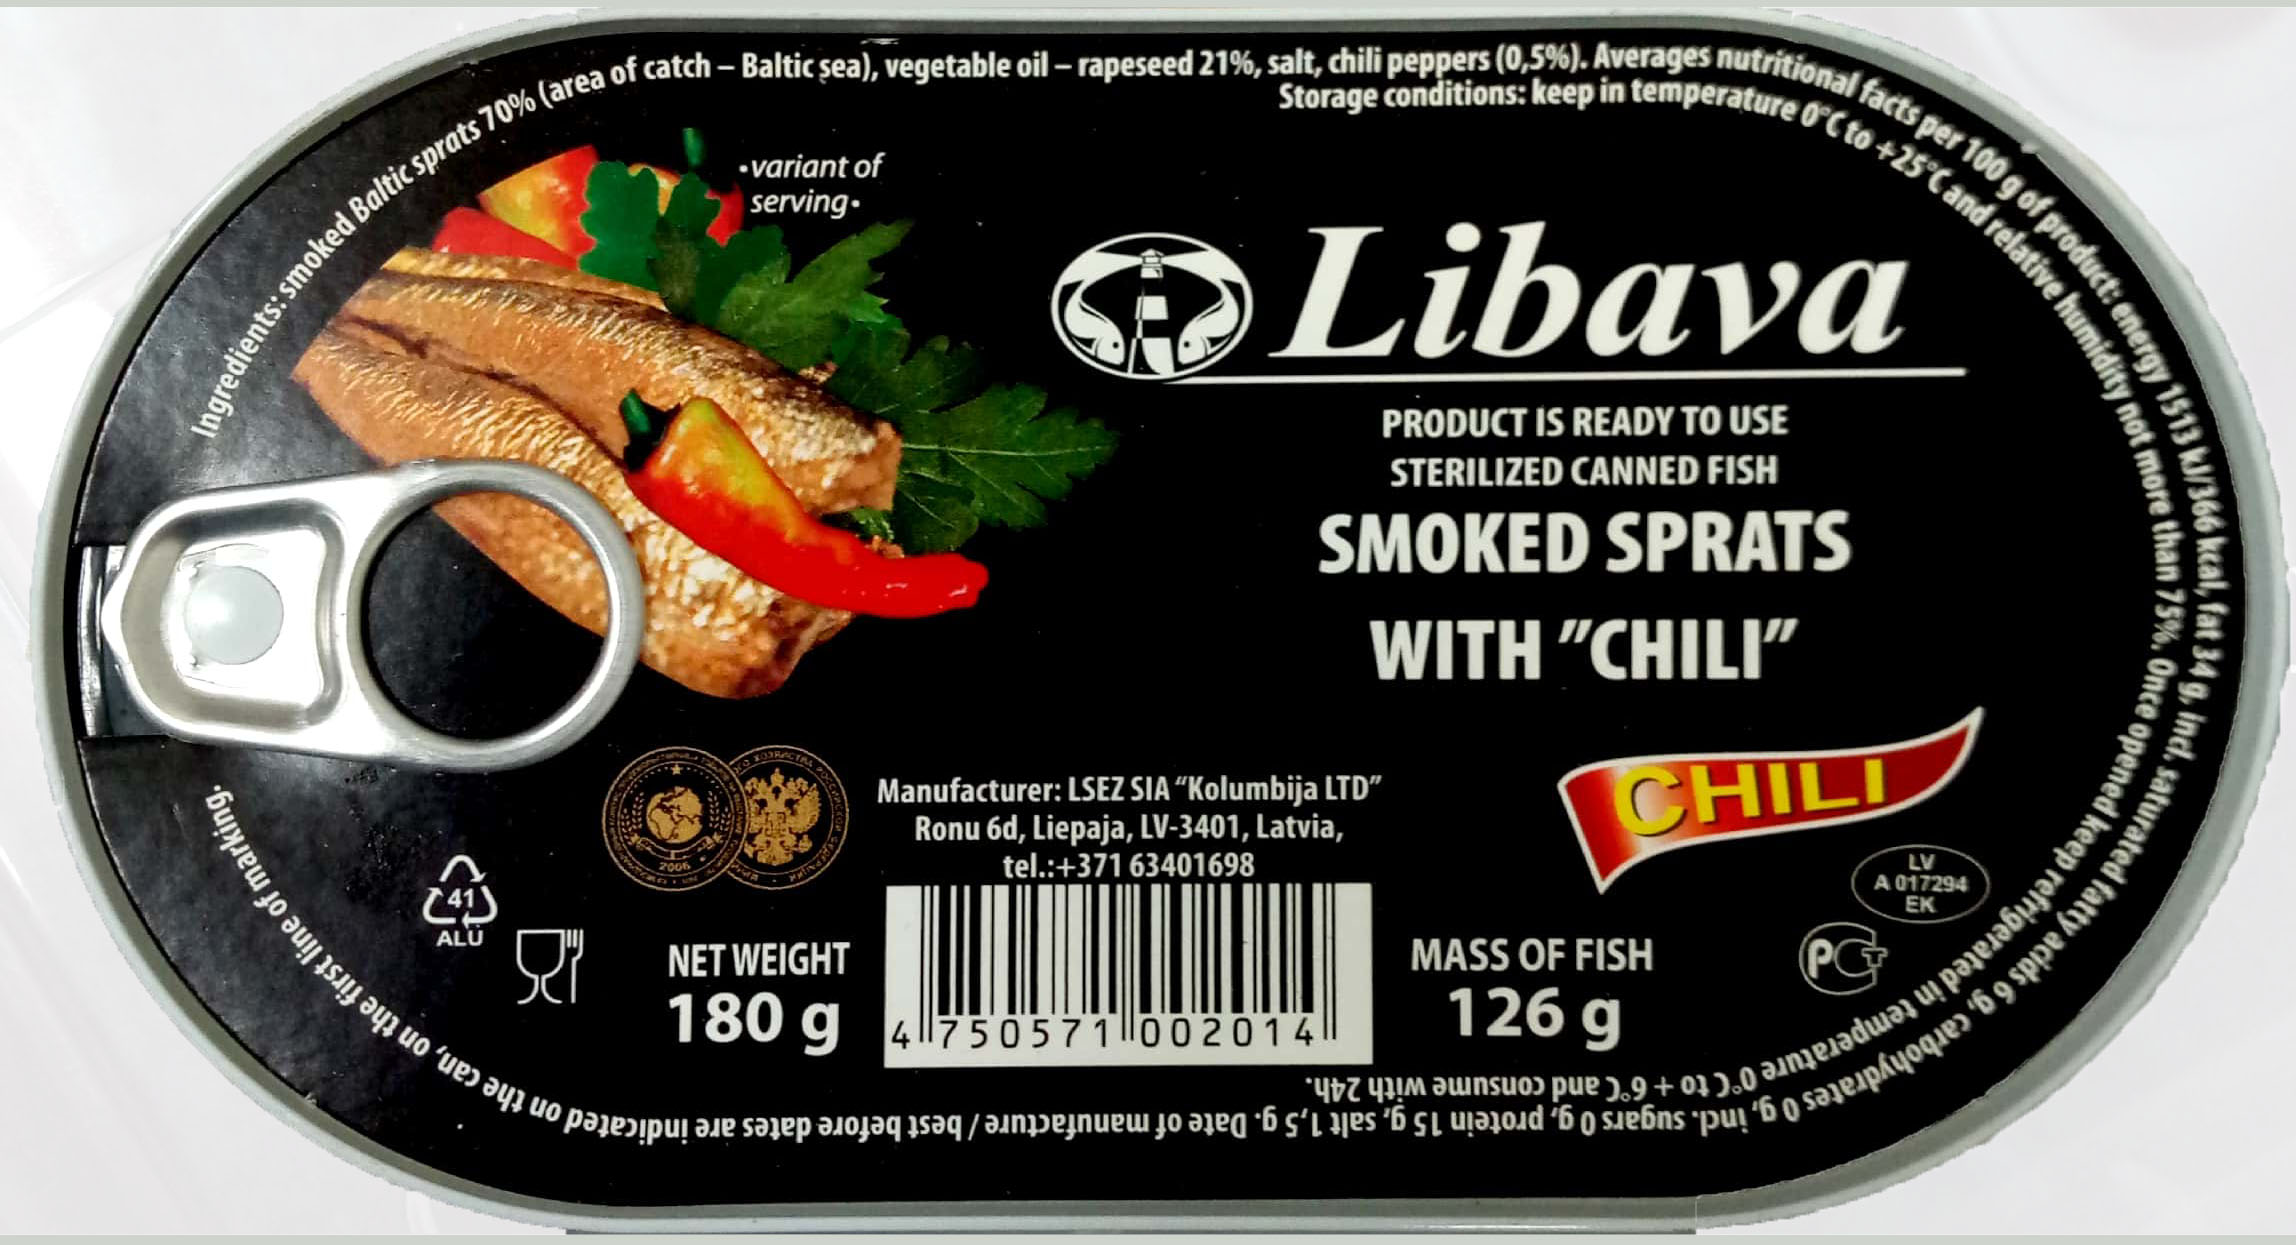 Ingredients: smoked Baltic sprats 70% (area of catch – Baltic sea), vegetable oil – rapeseed 21%, salt, chili peppers (0,5%). Averages nutritional facts per 100 g of product: energy 1513 kJ/366 kcal, fat 34 g, incl. saturated fatty acids 6 g, carbohydrates 0 g, incl. sugars 0 g, protein 15 g, salt 1,5 g. Date of manufacture / best before dates are indicated on the can, on the first line of marking.
Storage conditions: keep in temperature 0°C to +25°C and relative humidity not more than 75%. Once opened keep refrigerated in temperature 0°C to + 6°C and consume with 24h.
•variant of
serving•
Libava
PRODUCT IS READY TO USE
STERILIZED CANNED FISH
SMOKED SPRATS
WITH "CHILI"
CHILI
Manufacturer: LSEZ SIA "Kolumbija LTD"
Ronu 6d, Liepaja, LV-3401, Latvia,
tel.:+371 63401698
2006
41
ALU
LV
A 017294
EK
PCT
NET WEIGHT
180 g
4 750571 002014
MASS OF FISH
126 g